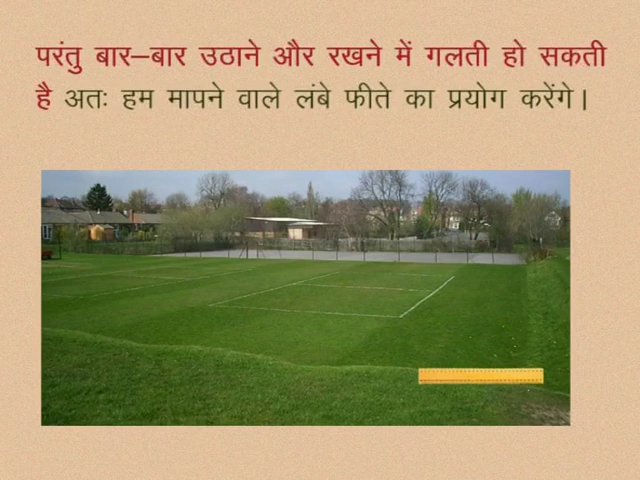 परंतु बार–बार उठाने और रखने में गलती हो सकती
है अतः हम मापने वाले लंबे फीते का प्रयोग करेंगे।